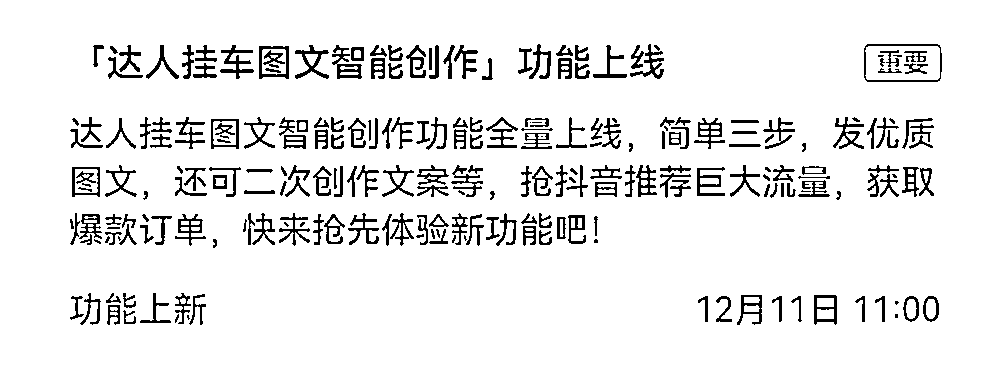 「达人挂车图文智能创作」功能上线 重要
达人挂车图文智能创作功能全量上线，简单三步，发优质
图文，还可二次创作文案等，抢抖音推荐巨大流量，获取
爆款订单，快来抢先体验新功能吧！
功能上新 12月11日 11:00